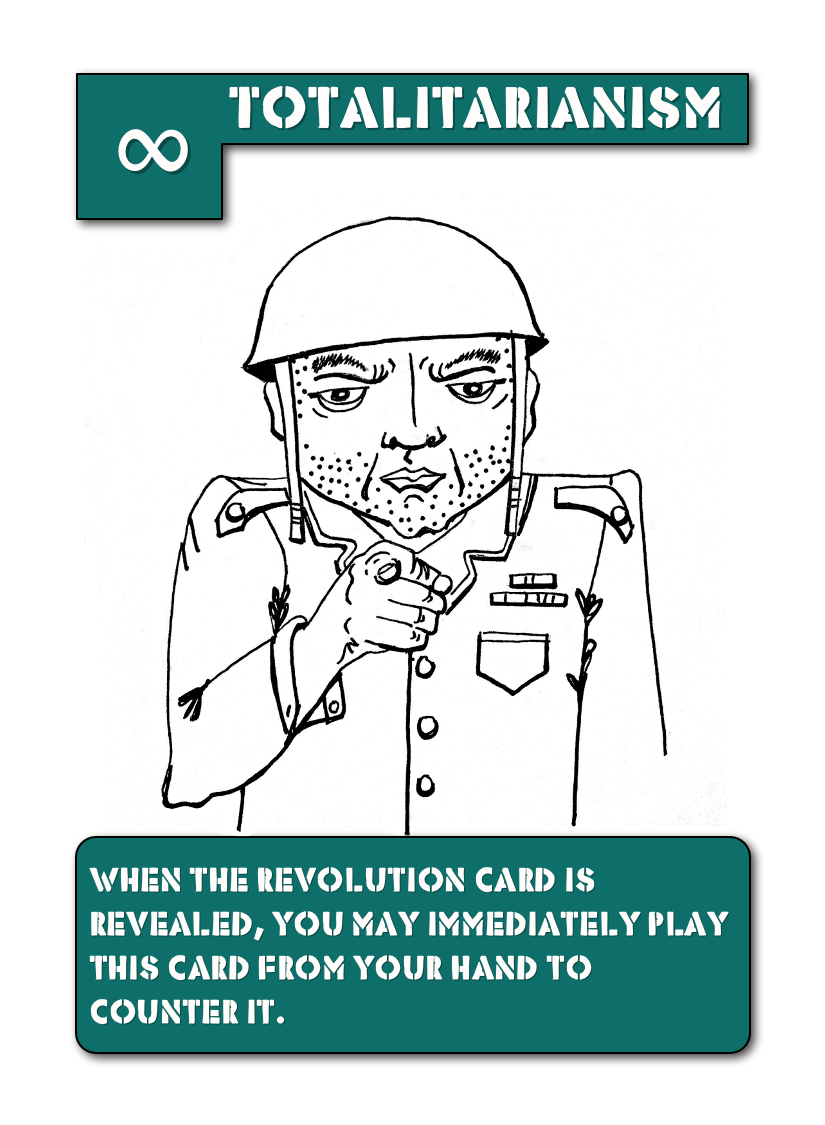 TOTALITARIANISM
∞
WHEN THE REVOLUTION CARD IS
REVEALED, YOU MAY IMMEDIATELY PLAY
THIS CARD FROM YOUR HAND TO
COUNTER IT.